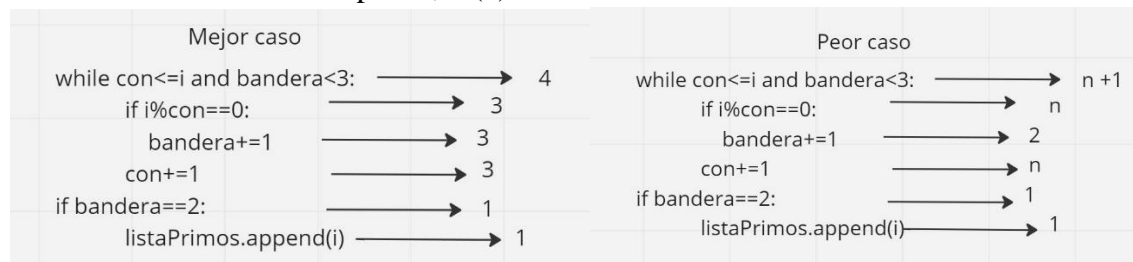 Mejor caso
while con<=i and bandera<3: 4
if i%con==0: 3
bandera+=1 3
con+=1 3
if bandera==2: 1
listaPrimos.append(i) 1
Peor caso
while con<=i and bandera<3: n +1
if i%con==0: n
bandera+=1 2
con+=1 n
if bandera==2: 1
listaPrimos.append(i) 1